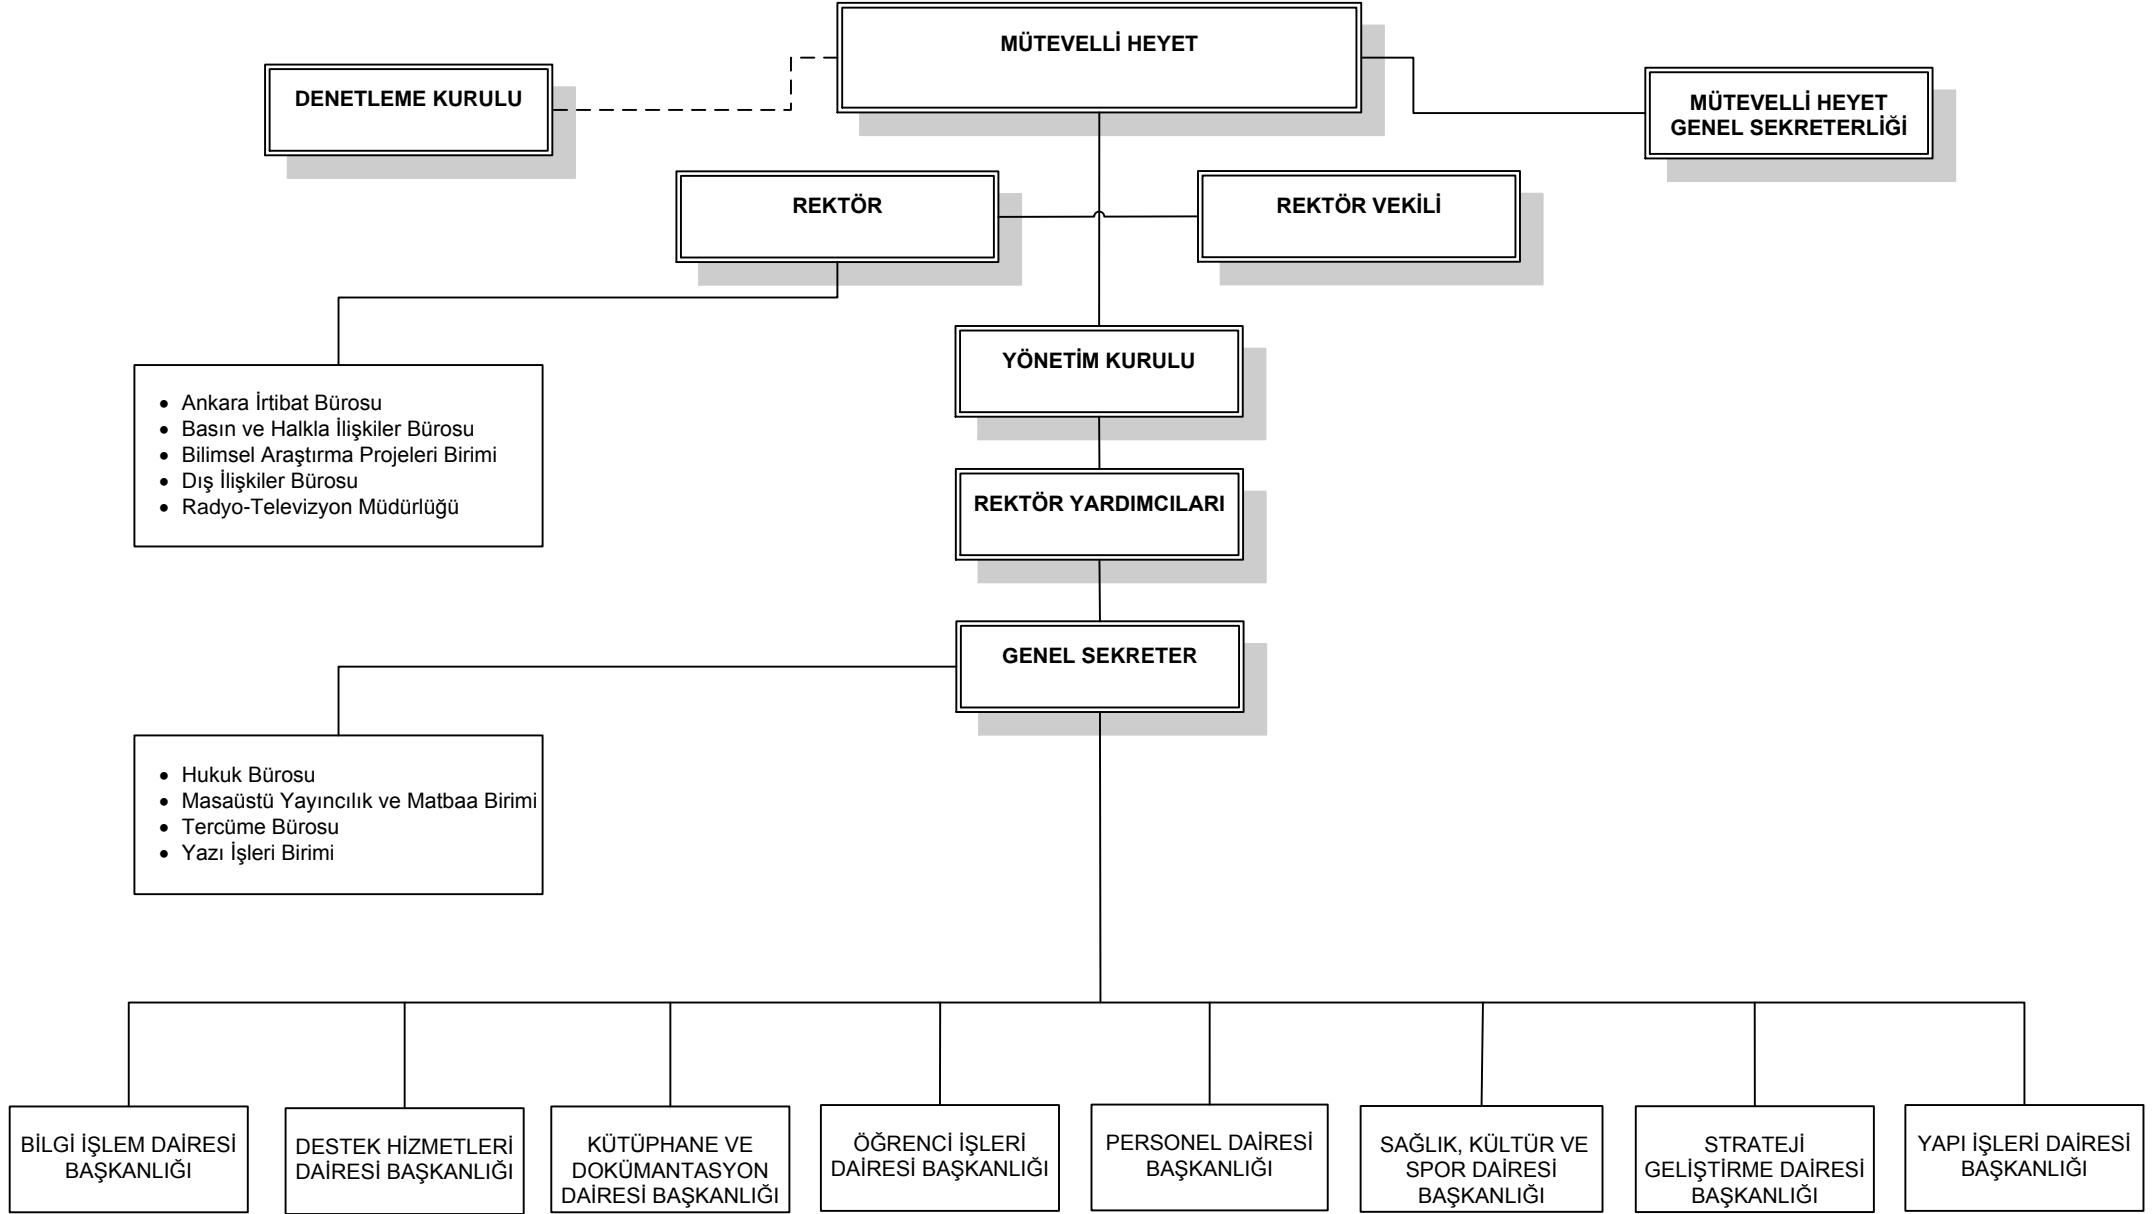 MÜTEVELLİ HEYET
DENETLEME KURULU
MÜTEVELLİ HEYET
GENEL SEKRETERLİĞİ
REKTÖR
REKTÖR VEKİLİ
YÖNETİM KURULU
• Ankara İrtibat Bürosu
• Basın ve Halkla İlişkiler Bürosu
• Bilimsel Araştırma Projeleri Birimi
• Dış İlişkiler Bürosu
• Radyo-Televizyon Müdürlüğü
REKTÖR YARDIMCILARI
GENEL SEKRETER
• Hukuk Bürosu
• Masaüstü Yayıncılık ve Matbaa Birimi
• Tercüme Bürosu
• Yazı İşleri Birimi
BİLGİ İŞLEM DAİRESİ
BAŞKANLIĞI
DESTEK HİZMETLERİ
DAİRESİ BAŞKANLIĞI
KÜTÜPHANE VE
DOKÜMANTASYON
DAİRESİ BAŞKANLIĞI
ÖĞRENCİ İŞLERİ
DAİRESİ BAŞKANLIĞI
PERSONEL DAİRESİ
BAŞKANLIĞI
SAĞLIK, KÜLTÜR VE
SPOR DAİRESİ
BAŞKANLIĞI
STRATEJİ
GELİŞTİRME DAİRESİ
BAŞKANLIĞI
YAPI İŞLERİ DAİRESİ
BAŞKANLIĞI